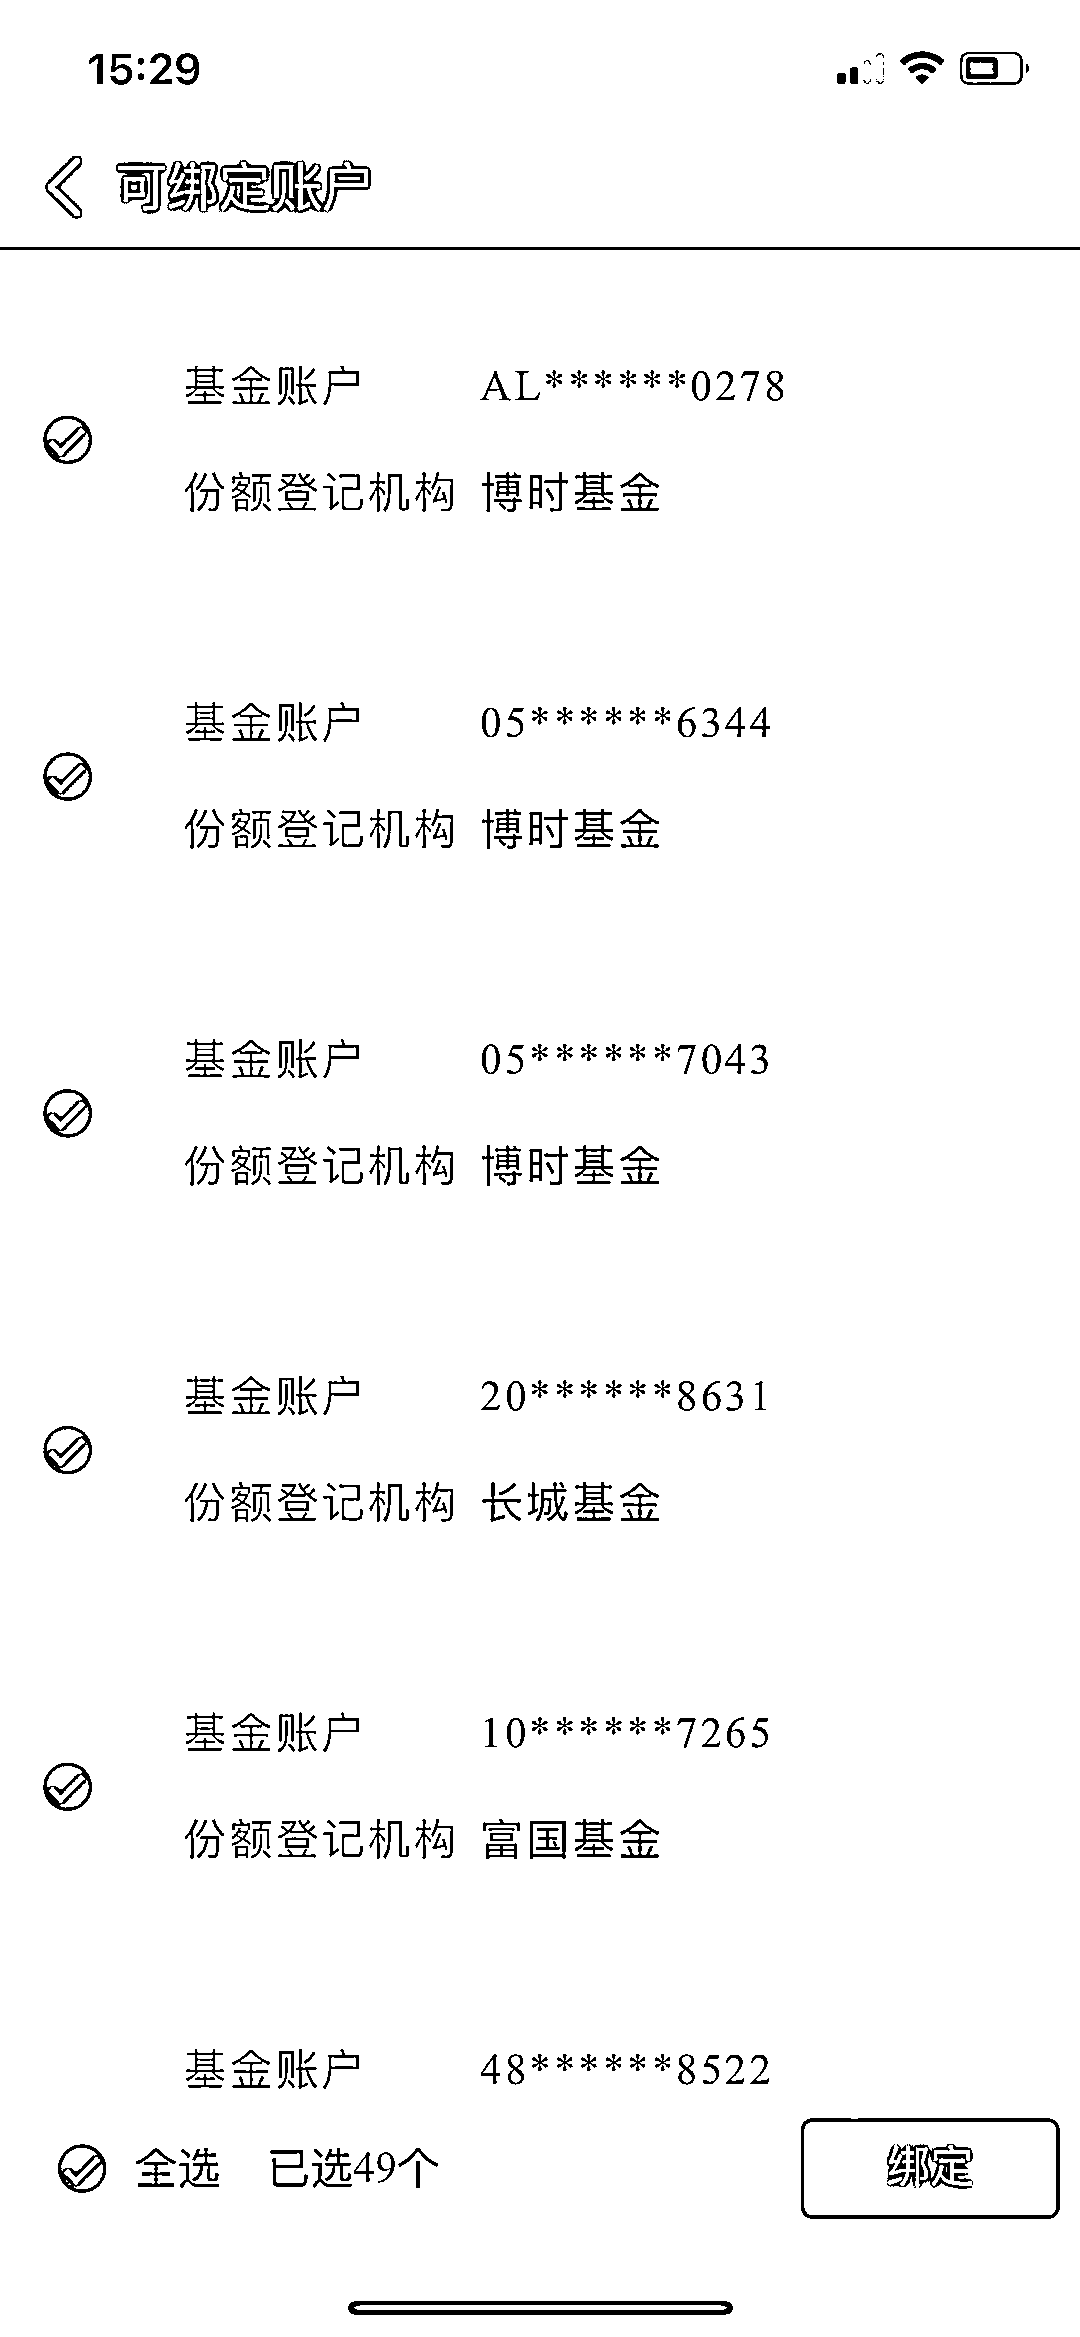 15:29
可绑定账户
基金账户 AL******0278
份额登记机构 博时基金
基金账户 05******6344
份额登记机构 博时基金
基金账户 05******7043
份额登记机构 博时基金
基金账户 20******8631
份额登记机构 长城基金
基金账户 10******7265
份额登记机构 富国基金
基金账户 48******8522
全选 已选49个 绑定